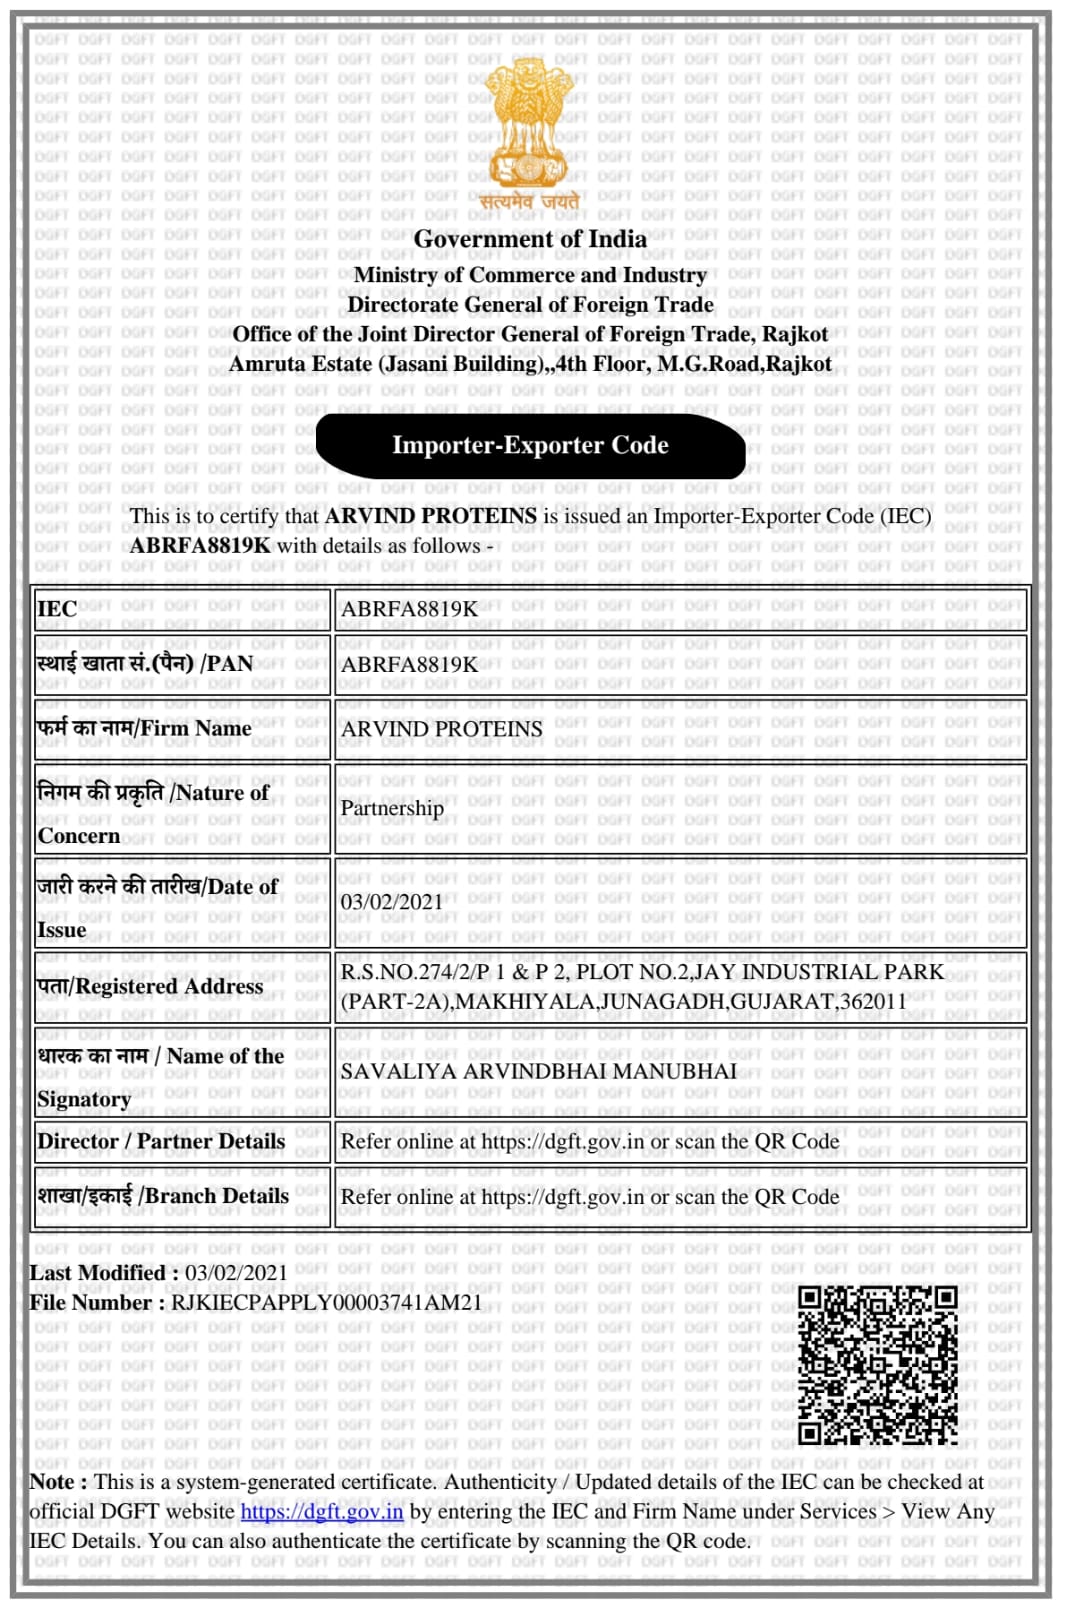 सत्यमेव जयते
Government of India
Ministry of Commerce and Industry
Directorate General of Foreign Trade
Office of the Joint Director General of Foreign Trade, Rajkot
Amruta Estate (Jasani Building),,4th Floor, M.G.Road,Rajkot
Importer-Exporter Code
This is to certify that ARVIND PROTEINS is issued an Importer-Exporter Code (IEC)
ABRFA8819K with details as follows -
IEC ABRFA8819K
स्थाई खाता सं.(पैन) /PAN ABRFA8819K
फर्म का नाम/Firm Name ARVIND PROTEINS
निगम की प्रकृति /Nature of
Concern
Partnership
जारी करने की तारीख/Date of
Issue
03/02/2021
पता/Registered Address
R.S.NO.274/2/P 1 & P 2, PLOT NO.2,JAY INDUSTRIAL PARK
(PART-2A),MAKHIYALA,JUNAGADH,GUJARAT,362011
धारक का नाम / Name of the
Signatory
SAVALIYA ARVINDBHAI MANUBHAI
Director / Partner Details Refer online at https://dgft.gov.in or scan the QR Code
शाखा/इकाई /Branch Details Refer online at https://dgft.gov.in or scan the QR Code
Last Modified : 03/02/2021
File Number : RJKIECPAPPLY00003741AM21
Note : This is a system-generated certificate. Authenticity / Updated details of the IEC can be checked at
official DGFT website https://dgft.gov.in by entering the IEC and Firm Name under Services > View Any
IEC Details. You can also authenticate the certificate by scanning the QR code.
DGFT